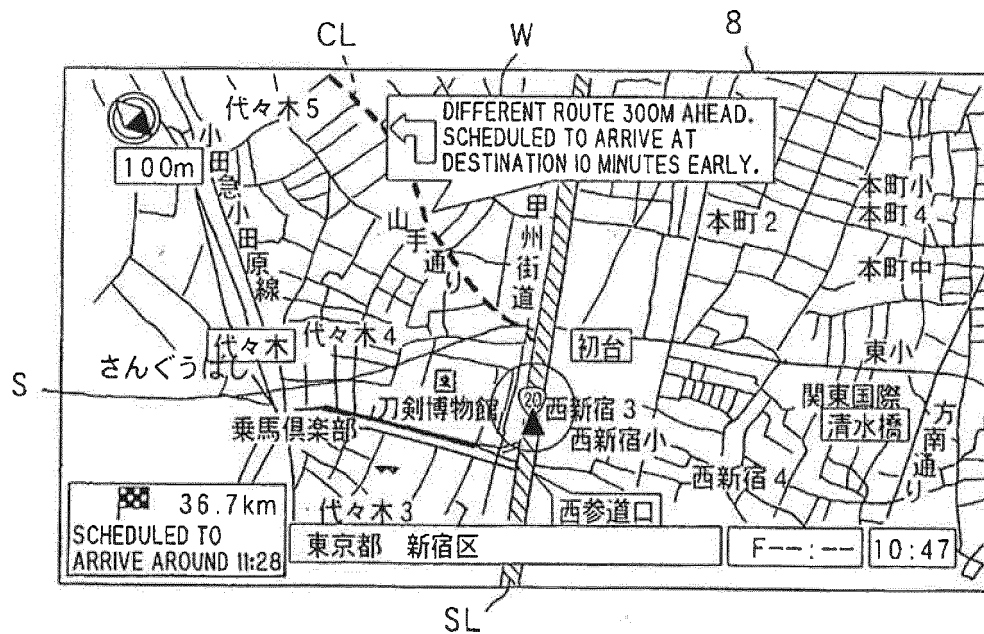 8
CL
W
代々木5
DIFFERENT ROUTE 300M AHEAD.
SCHEDULED TO ARRIVE AT
DESTINATION 10 MINUTES EARLY.
100m
小田急小田原線
山手通り
甲州街道
本町2
本町小
本町4
本町中
代々木
代々木4
初台
東小
さんぐうはし
S
刀剣博物館
20
西新宿3
関東国際
乗馬倶楽部
西新宿小
清水橋
方南通り
西新宿4
36.7km
代々木3
西参道口
SCHEDULED TO
ARRIVE AROUND 11:28
東京都 新宿区
F--:--
10:47
SL